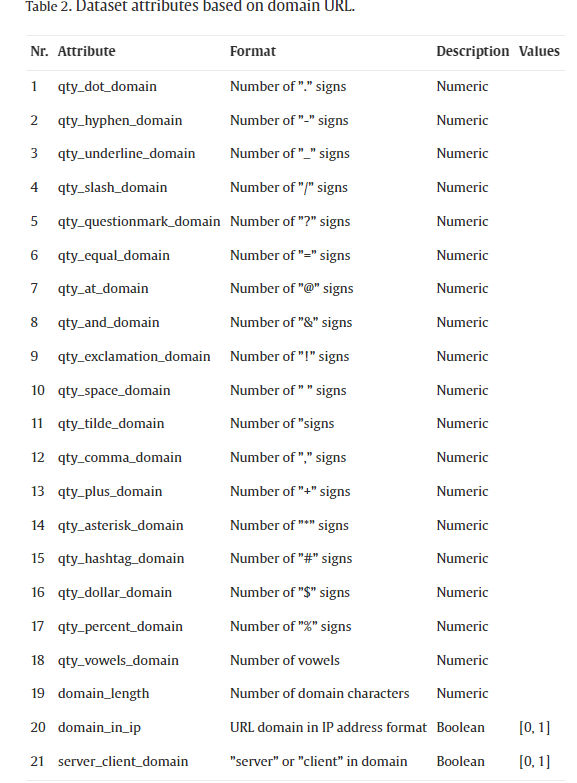 Table 2. Dataset attributes based on domain URL.
Nr. Attribute Format Description Values
1 qty_dot_domain Number of "." signs Numeric
2 qty_hyphen_domain Number of "-" signs Numeric
3 qty_underline_domain Number of "_" signs Numeric
4 qty_slash_domain Number of "/" signs Numeric
5 qty_questionmark_domain Number of "?" signs Numeric
6 qty_equal_domain Number of "=" signs Numeric
7 qty_at_domain Number of "@" signs Numeric
8 qty_and_domain Number of "&" signs Numeric
9 qty_exclamation_domain Number of "!" signs Numeric
10 qty_space_domain Number of " " signs Numeric
11 qty_tilde_domain Number of "signs Numeric
12 qty_comma_domain Number of "," signs Numeric
13 qty_plus_domain Number of "+" signs Numeric
14 qty_asterisk_domain Number of "*" signs Numeric
15 qty_hashtag_domain Number of "#" signs Numeric
16 qty_dollar_domain Number of "$" signs Numeric
17 qty_percent_domain Number of "%" signs Numeric
18 qty_vowels_domain Number of vowels Numeric
19 domain_length Number of domain characters Numeric
20 domain_in_ip URL domain in IP address format Boolean [0, 1]
21 server_client_domain "server" or "client" in domain Boolean [0, 1]